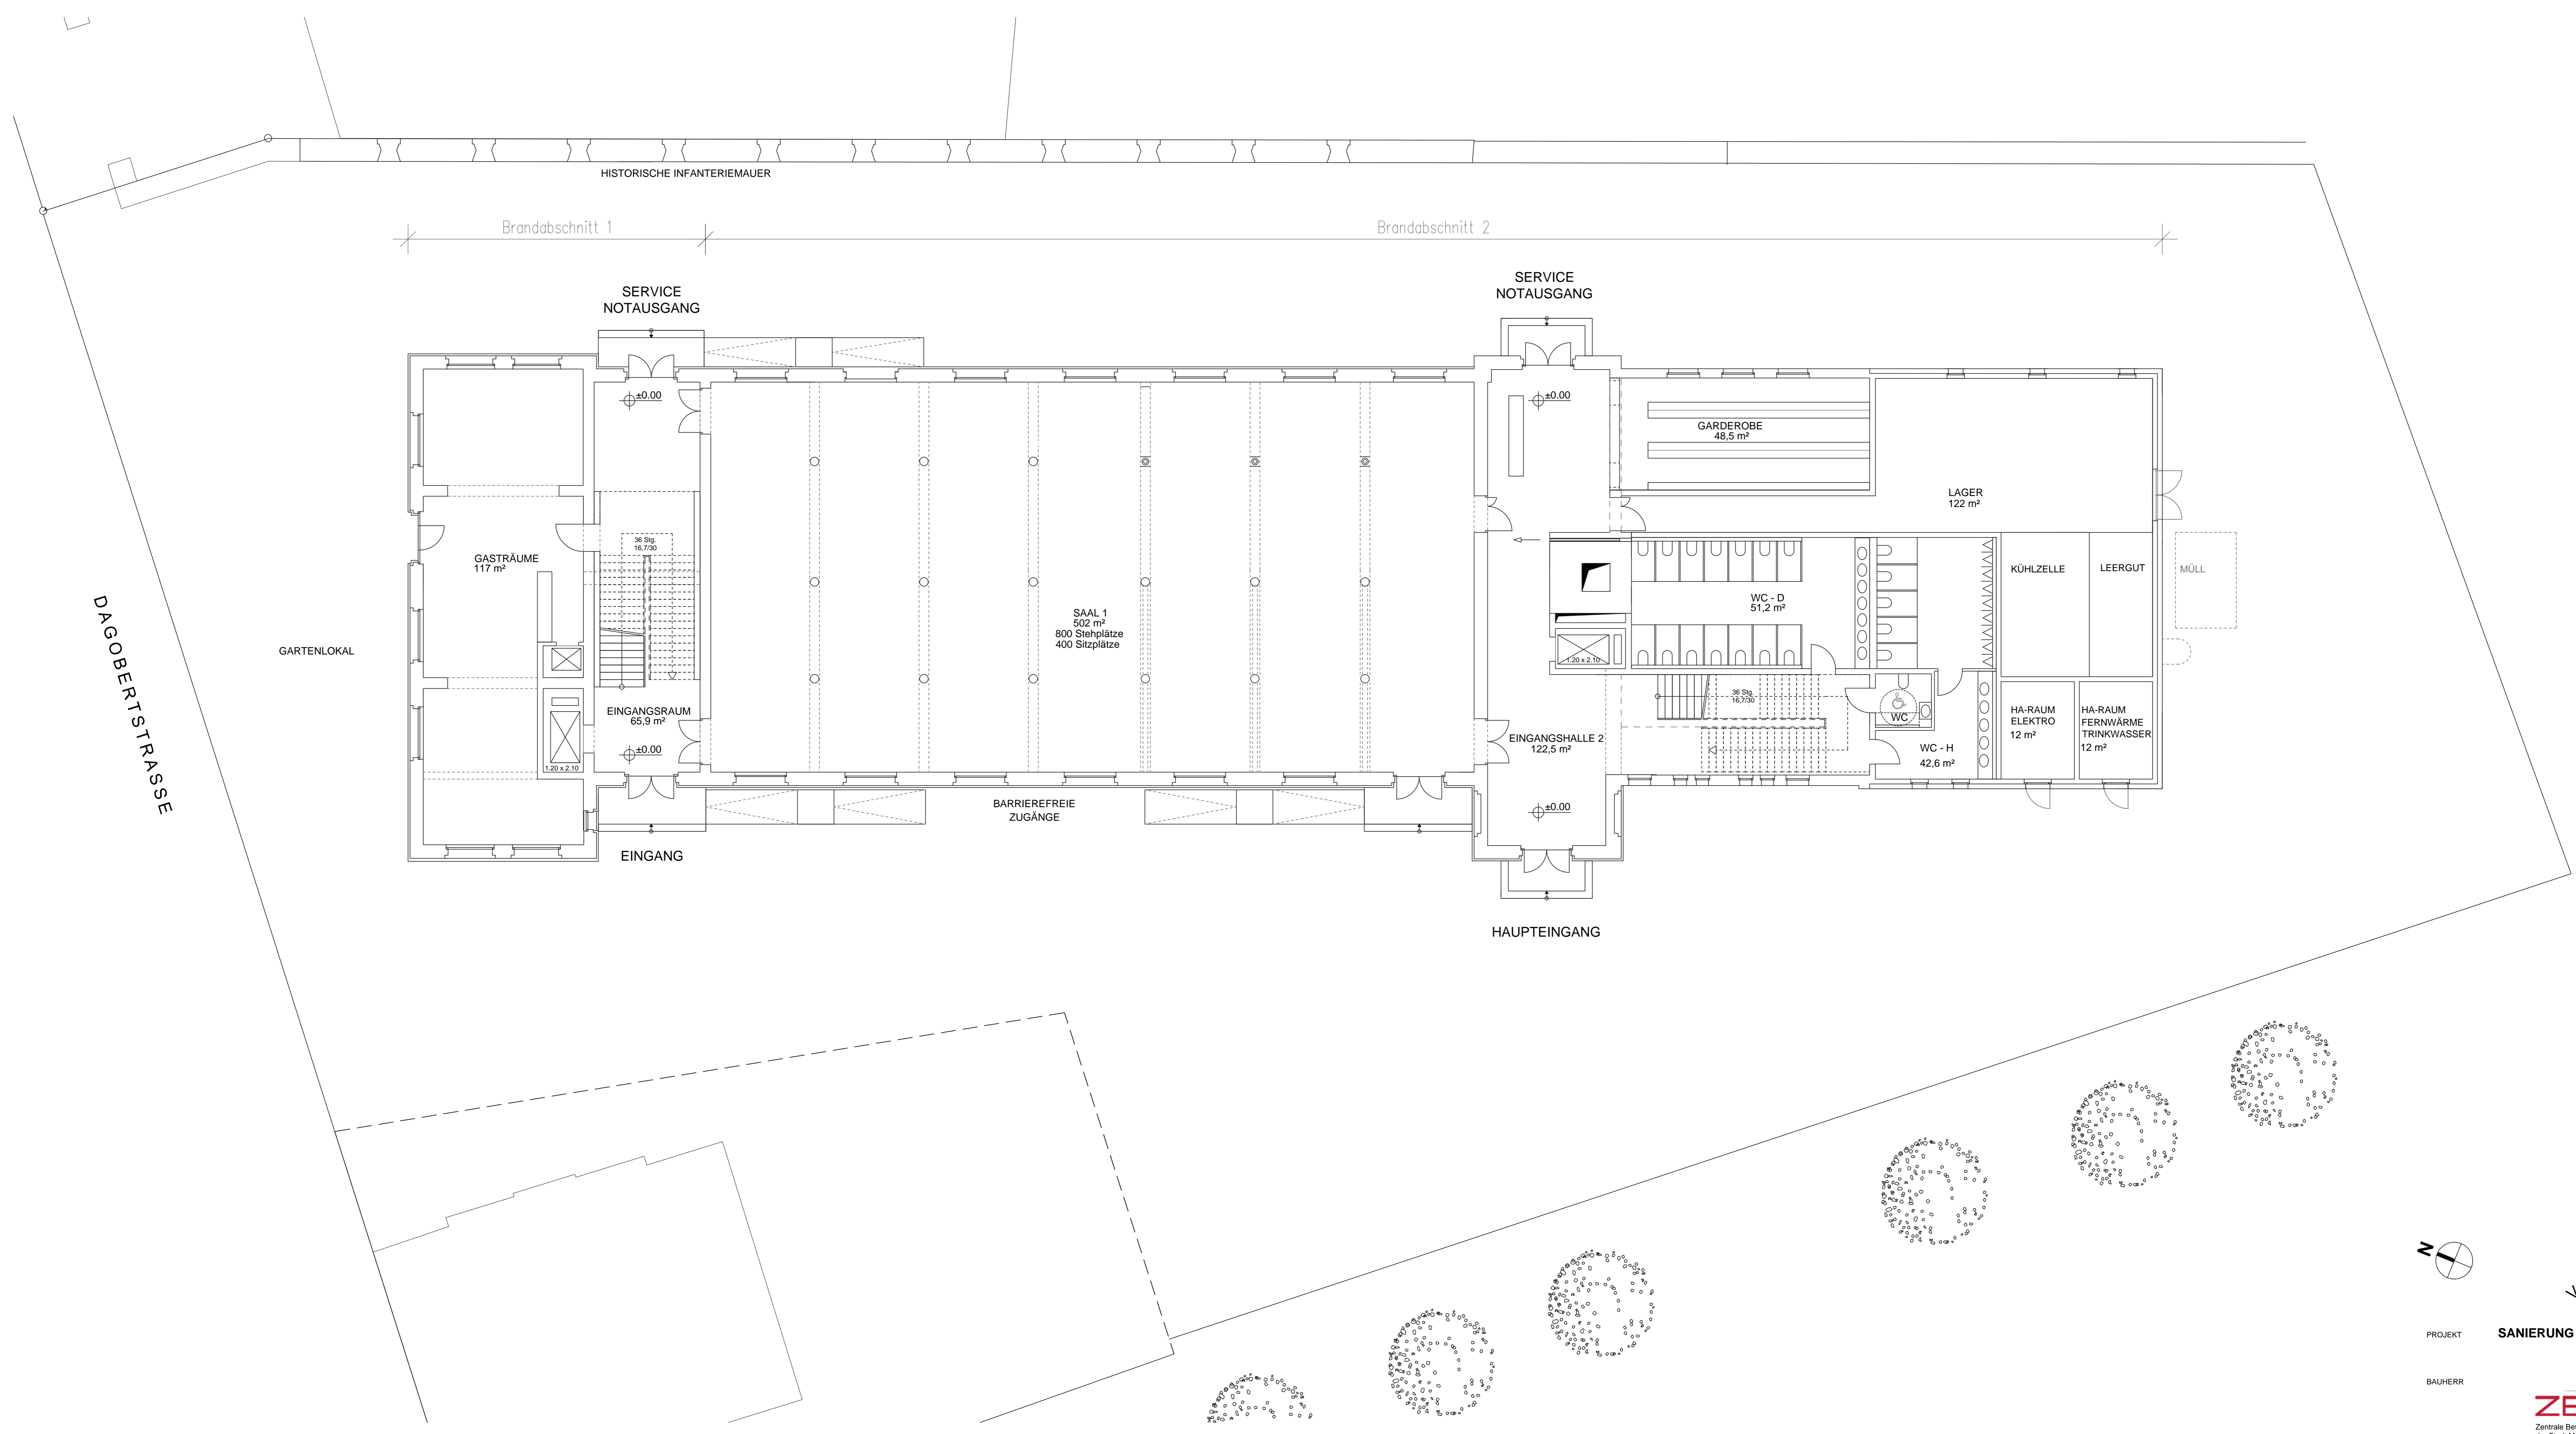 HISTORISCHE INFANTERIEMAUER
Brandabschnitt 1
Brandabschnitt 2
SERVICE
NOTAUSGANG
SERVICE
NOTAUSGANG
±0.00
±0.00
GARDEROBE
48,5 m²
LAGER
122 m²
36 Stg.
16,7/30
GASTRÄUME
117 m²
KÜHLZELLE
LEERGUT
MÜLL
WC - D
51,2 m²
SAAL 1
502 m²
800 Stehplätze
400 Sitzplätze
DAGOBERTSTRASSE
GARTENLOKAL
1.20 x 2.10
36 Stg.
16,7/30
EINGANGSRAUM
65,9 m²
WC
HA-RAUM
ELEKTRO
12 m²
HA-RAUM
FERNWÄRME
TRINKWASSER
12 m²
EINGANGSHALLE 2
122,5 m²
WC - H
42,6 m²
±0.00
1.20 x 2.10
BARRIEREFREIE
ZUGÄNGE
±0.00
EINGANG
HAUPTEINGANG
N
PROJEKT
SANIERUNG
BAUHERR
Zentrale